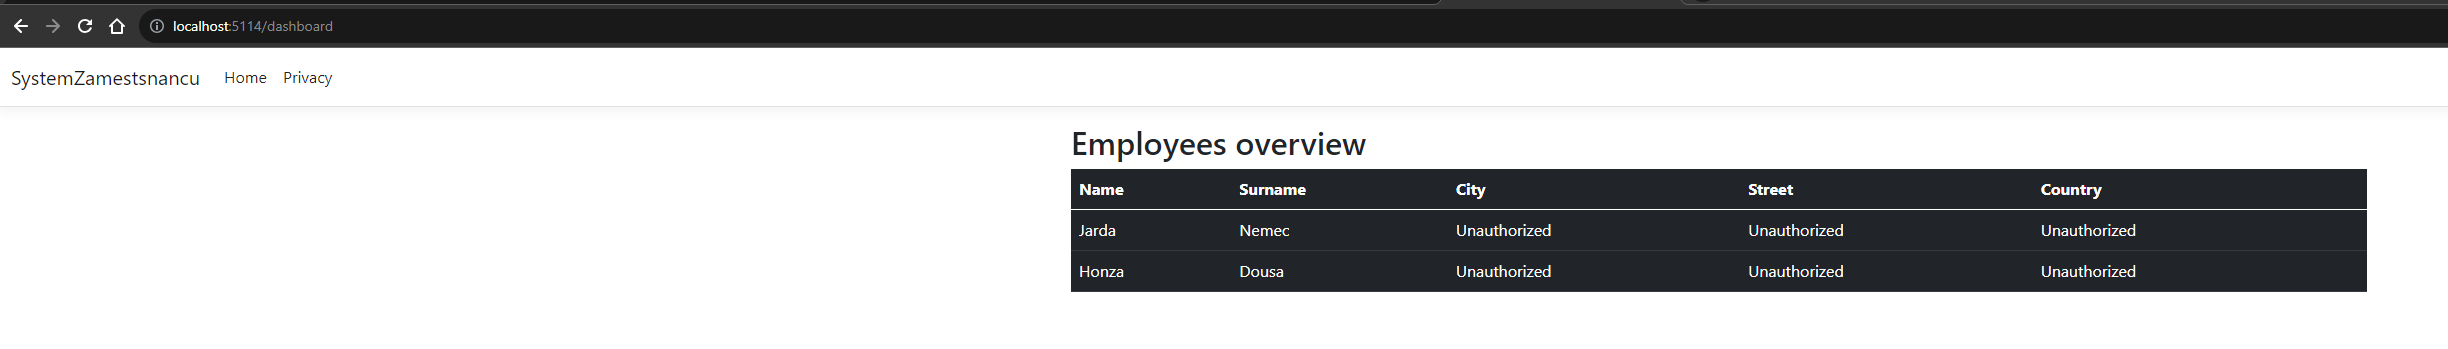 localhost:5114/dashboard
SystemZamestsnancu Home Privacy
Employees overview
Name Surname City Street Country
Jarda Nemec Unauthorized Unauthorized Unauthorized
Honza Dousa Unauthorized Unauthorized Unauthorized